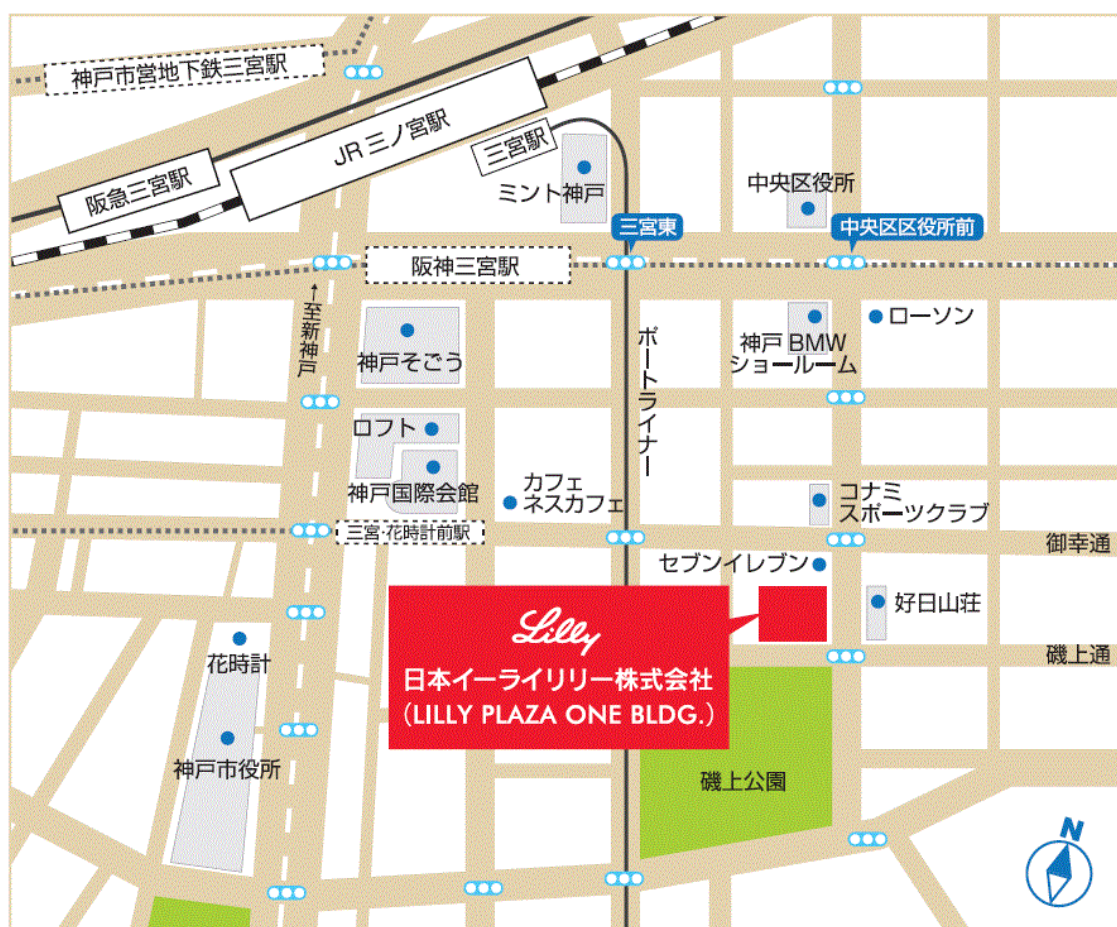 神戸市営地下鉄三宮駅
JR 三ノ宮駅
三宮駅
阪急三宮駅
ミント神戸
中央区役所
三宮東
中央区区役所前
阪神三宮駅
←至新神戸
神戸そごう
ポートライナー
神戸 BMW
ショールーム
ローソン
ロフト
神戸国際会館
カフェ
ネスカフェ
コナミ
スポーツクラブ
三宮・花時計前駅
御幸通
セブンイレブン
好日山荘
Lilly
日本イーライリリー株式会社
(LILLY PLAZA ONE BLDG.)
磯上通
花時計
神戸市役所
磯上公園
N